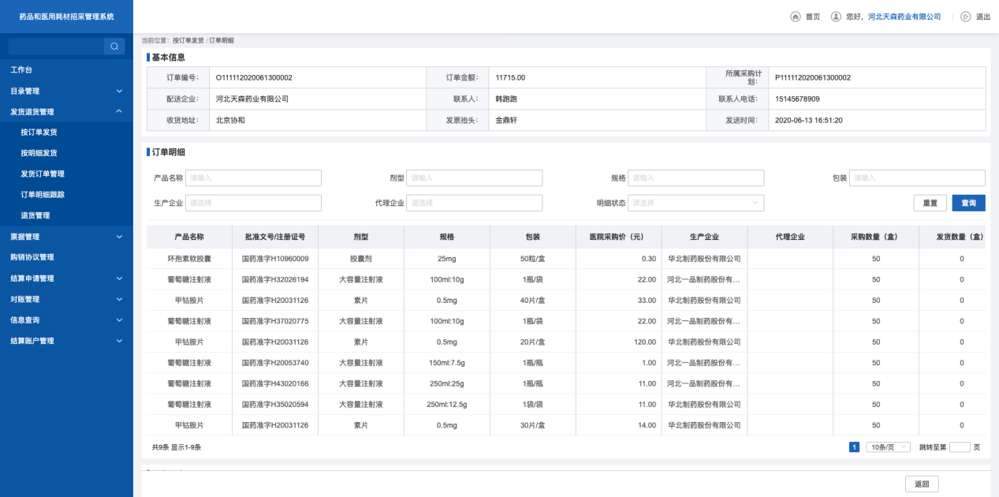 药品和医用耗材招采管理系统
首页 您好, 河北天森药业有限公司 退出
工作台
目录管理
发货退货管理
按订单发货
按明细发货
发货订单管理
订单明细跟踪
退货管理
票据管理
购销协议管理
结算申请管理
对账管理
信息查询
结算账户管理
当前位置: 按订单发货 / 订单明细
基本信息
订单编号: O111112020061300002 订单金额: 11715.00 所属采购计划: P111112020061300002
配送企业: 河北天森药业有限公司 联系人: 韩跑跑 联系人电话: 15145678909
收货地址: 北京协和 发票抬头: 金鼎轩 发送时间: 2020-06-13 16:51:20
订单明细
产品名称 请输入 剂型 请输入 规格 请输入 包装 请输入
生产企业 请选择 代理企业 请选择 明细状态 请选择 重置 查询
产品名称 批准文号/注册证号 剂型 规格 包装 医院采购价（元） 生产企业 代理企业 采购数量（盒） 发货数量（盒）
环孢素软胶囊 国药准字H10960009 胶囊剂 25mg 50粒/盒 0.30 华北制药股份有限公司 50 0
葡萄糖注射液 国药准字H32026194 大容量注射液 100ml:10g 1瓶/袋 22.00 河北一品制药股份有... 50 0
甲钴胺片 国药准字H20031126 素片 0.5mg 40片/盒 33.00 华北制药股份有限公司 50 0
葡萄糖注射液 国药准字H37020775 大容量注射液 100ml:10g 1瓶/袋 22.00 河北一品制药股份有... 50 0
甲钴胺片 国药准字H20031126 素片 0.5mg 20片/盒 120.00 华北制药股份有限公司 50 0
葡萄糖注射液 国药准字H20053740 大容量注射液 150ml:7.5g 1瓶/瓶 1.00 河北一品制药股份有... 50 0
葡萄糖注射液 国药准字H43020166 大容量注射液 250ml:25g 1瓶/瓶 11.00 河北一品制药股份有... 50 0
葡萄糖注射液 国药准字H35020594 大容量注射液 250ml:12.5g 1袋/袋 11.00 华北制药股份有限公司 50 0
甲钴胺片 国药准字H20031126 素片 0.5mg 30片/盒 14.00 华北制药股份有限公司 50 0
共9条 显示1-9条 1 10条/页 跳转至第 页
返回